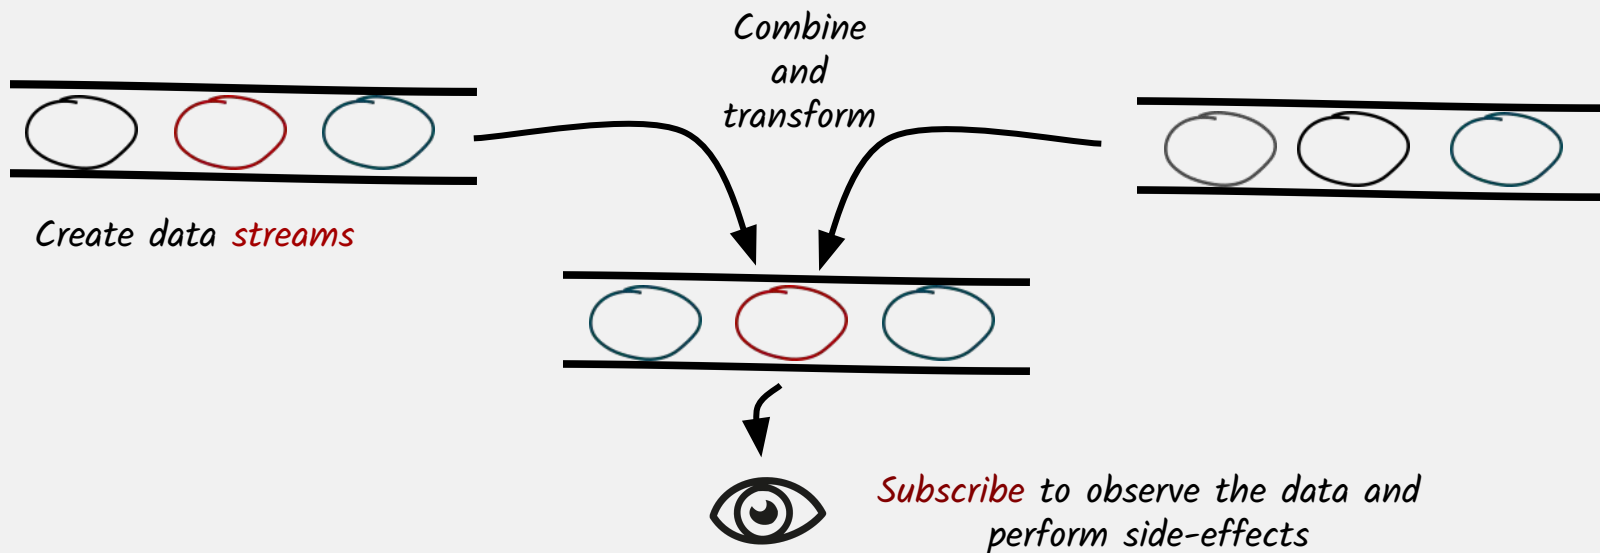 Combine
and
transform
Create data streams
Subscribe to observe the data and
perform side-effects